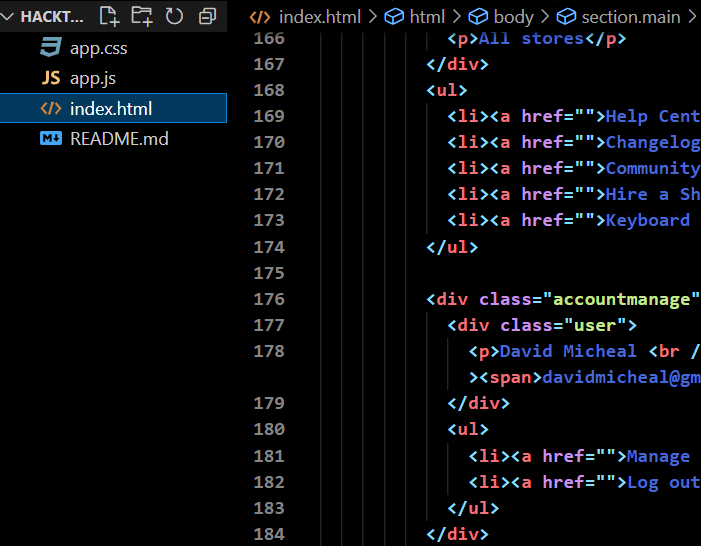 HACKT...
app.css
JS app.js
</> index.html
README.md
</> index.html > html > body > section.main >
166 <p>All stores</p>
167 </div>
168 <ul>
169 <li><a href="">Help Cent
170 <li><a href="">Changelog
171 <li><a href="">Community
172 <li><a href="">Hire a Sh
173 <li><a href="">Keyboard
174 </ul>
175
176 <div class="accountmanage"
177 <div class="user">
178 <p>David Micheal <br /
><span>davidmicheal@gm
179 </div>
180 <ul>
181 <li><a href="">Manage
182 <li><a href="">Log out
183 </ul>
184 </div>